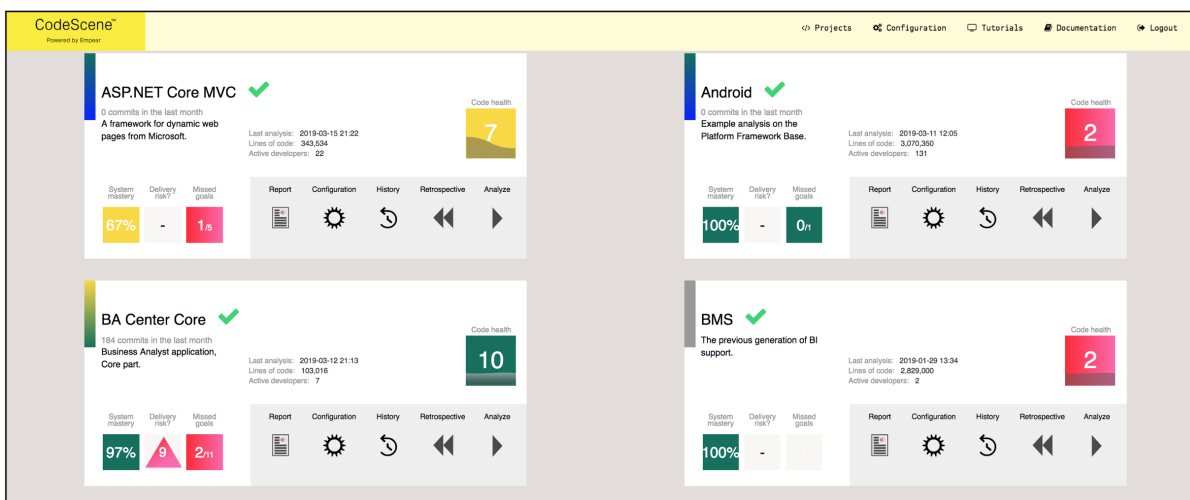 CodeScene™
Powered by Empear
Projects Configuration Tutorials Documentation Logout
ASP.NET Core MVC
0 commits in the last month
A framework for dynamic web
pages from Microsoft.
Last analysis: 2019-03-15 21:22
Lines of code: 343,534
Active developers: 22
Code health
7
System mastery
Delivery risk?
Missed goals
67%
-
1/5
Report Configuration History Retrospective Analyze
Android
0 commits in the last month
Example analysis on the
Platform Framework Base.
Last analysis: 2019-03-11 12:05
Lines of code: 3,070,350
Active developers: 131
Code health
2
System mastery
Delivery risk?
Missed goals
100%
-
0/1
Report Configuration History Retrospective Analyze
BA Center Core
184 commits in the last month
Business Analyst application,
Core part.
Last analysis: 2019-03-12 21:13
Lines of code: 103,016
Active developers: 7
Code health
10
System mastery
Delivery risk?
Missed goals
97%
9
2/11
Report Configuration History Retrospective Analyze
BMS
The previous generation of BI
support.
Last analysis: 2019-01-29 13:34
Lines of code: 2,829,000
Active developers: 2
Code health
2
System mastery
Delivery risk?
Missed goals
100%
-
Report Configuration History Retrospective Analyze